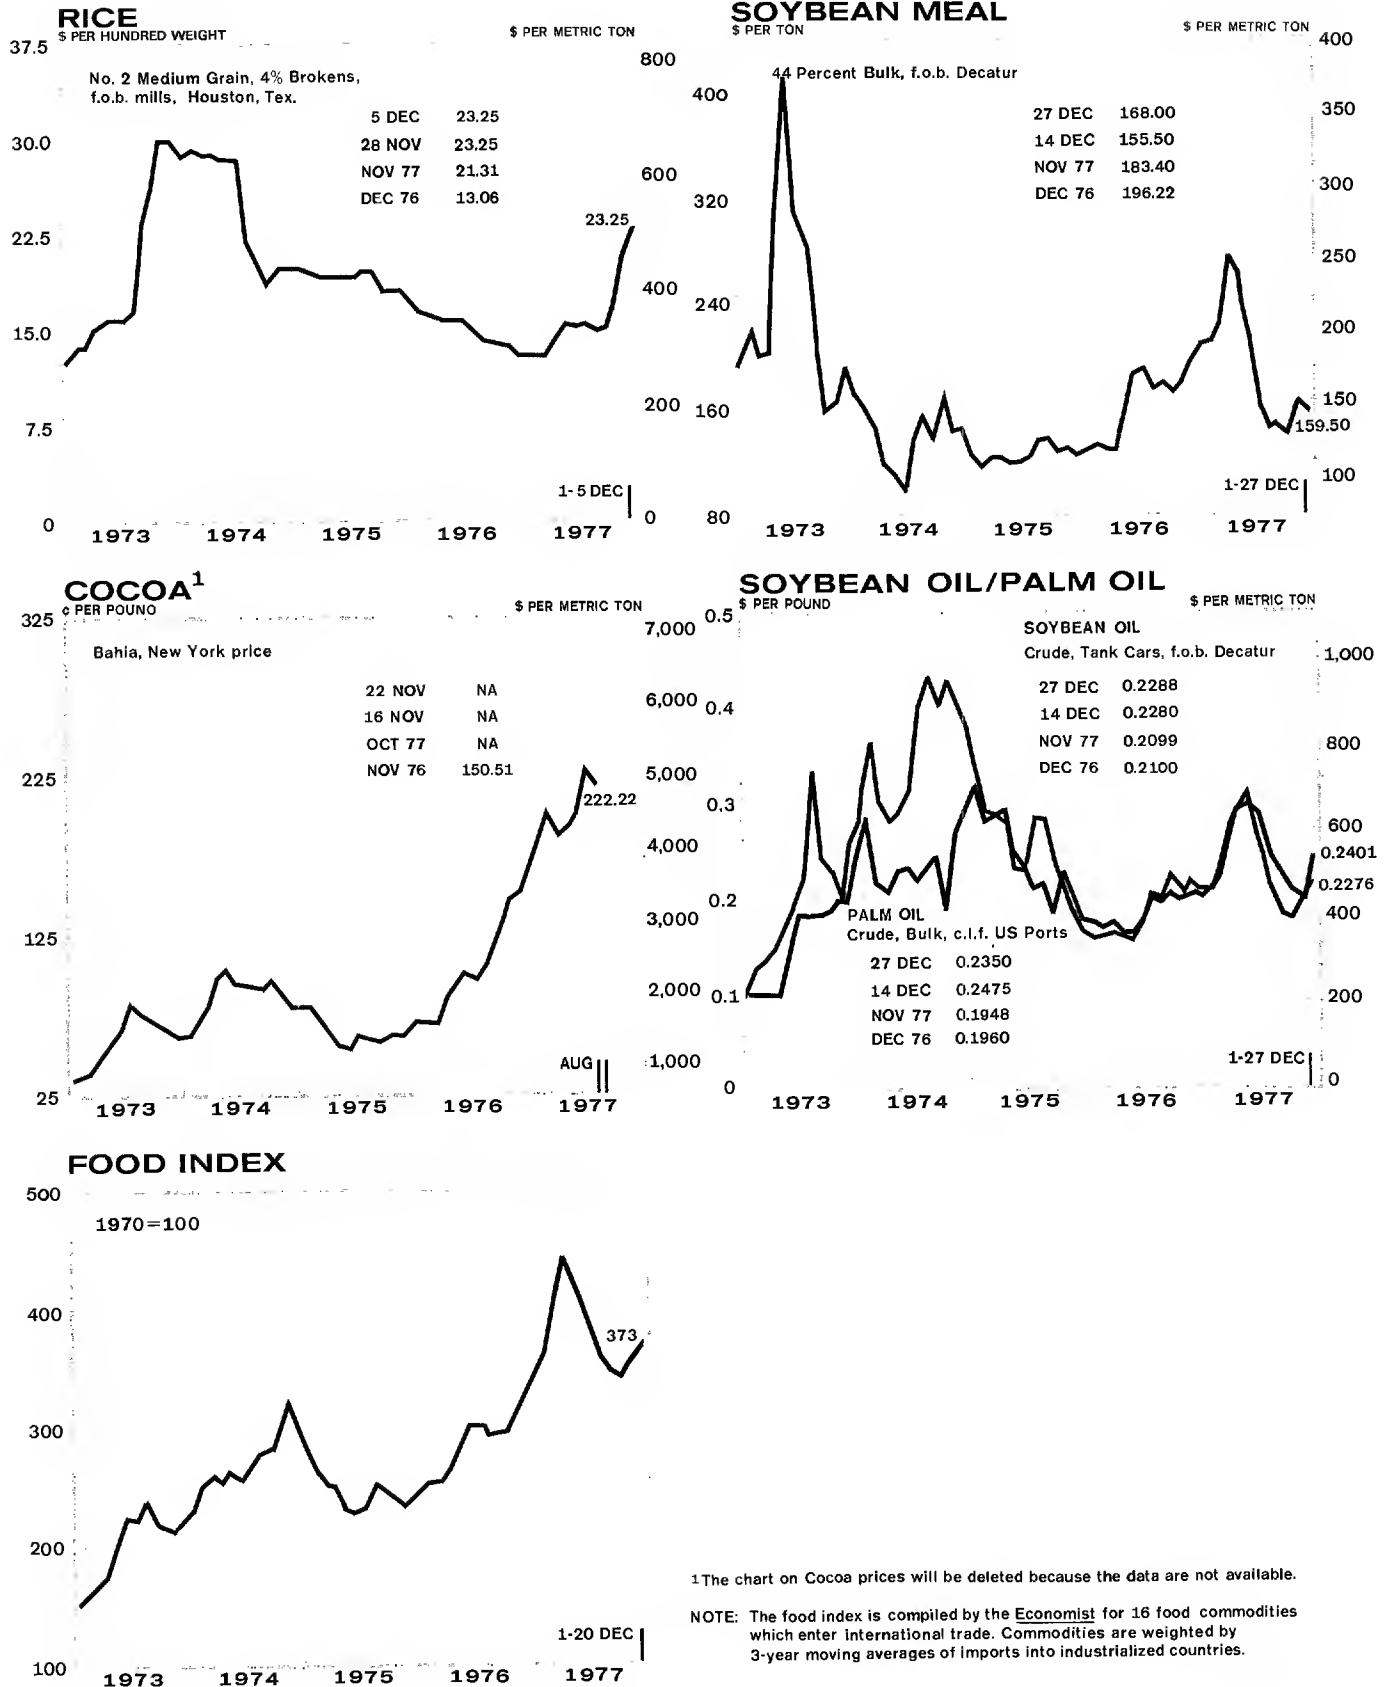 RICE
$ PER HUNDRED WEIGHT
$ PER METRIC TON
37.5
30.0
22.5
15.0
7.5
0
800
600
400
200
0
No. 2 Medium Grain, 4% Brokens,
f.o.b. mills, Houston, Tex.
5 DEC 23.25
28 NOV 23.25
NOV 77 21.31
DEC 76 13.06
23.25
1-5 DEC
1973 1974 1975 1976 1977
SOYBEAN MEAL
$ PER TON
$ PER METRIC TON
400
320
240
160
80
400
350
300
250
200
150
100
44 Percent Bulk, f.o.b. Decatur
27 DEC 168.00
14 DEC 155.50
NOV 77 183.40
DEC 76 196.22
159.50
1-27 DEC
1973 1974 1975 1976 1977
COCOA1
¢ PER POUNO
$ PER METRIC TON
325
225
125
25
7,000
6,000
5,000
4,000
3,000
2,000
1,000
Bahia, New York price
22 NOV NA
16 NOV NA
OCT 77 NA
NOV 76 150.51
222.22
AUG
1973 1974 1975 1976 1977
SOYBEAN OIL/PALM OIL
$ PER POUND
$ PER METRIC TON
0.5
0.4
0.3
0.2
0.1
0
1,000
800
600
400
200
0
SOYBEAN OIL
Crude, Tank Cars, f.o.b. Decatur
27 DEC 0.2288
14 DEC 0.2280
NOV 77 0.2099
DEC 76 0.2100
0.2401
0.2276
PALM OIL
Crude, Bulk, c.i.f. US Ports
27 DEC 0.2350
14 DEC 0.2475
NOV 77 0.1948
DEC 76 0.1960
1-27 DEC
1973 1974 1975 1976 1977
FOOD INDEX
500
400
300
200
100
1970=100
373
1-20 DEC
1973 1974 1975 1976 1977
1The chart on Cocoa prices will be deleted because the data are not available.
NOTE: The food index is compiled by the Economist for 16 food commodities
which enter international trade. Commodities are weighted by
3-year moving averages of imports into industrialized countries.